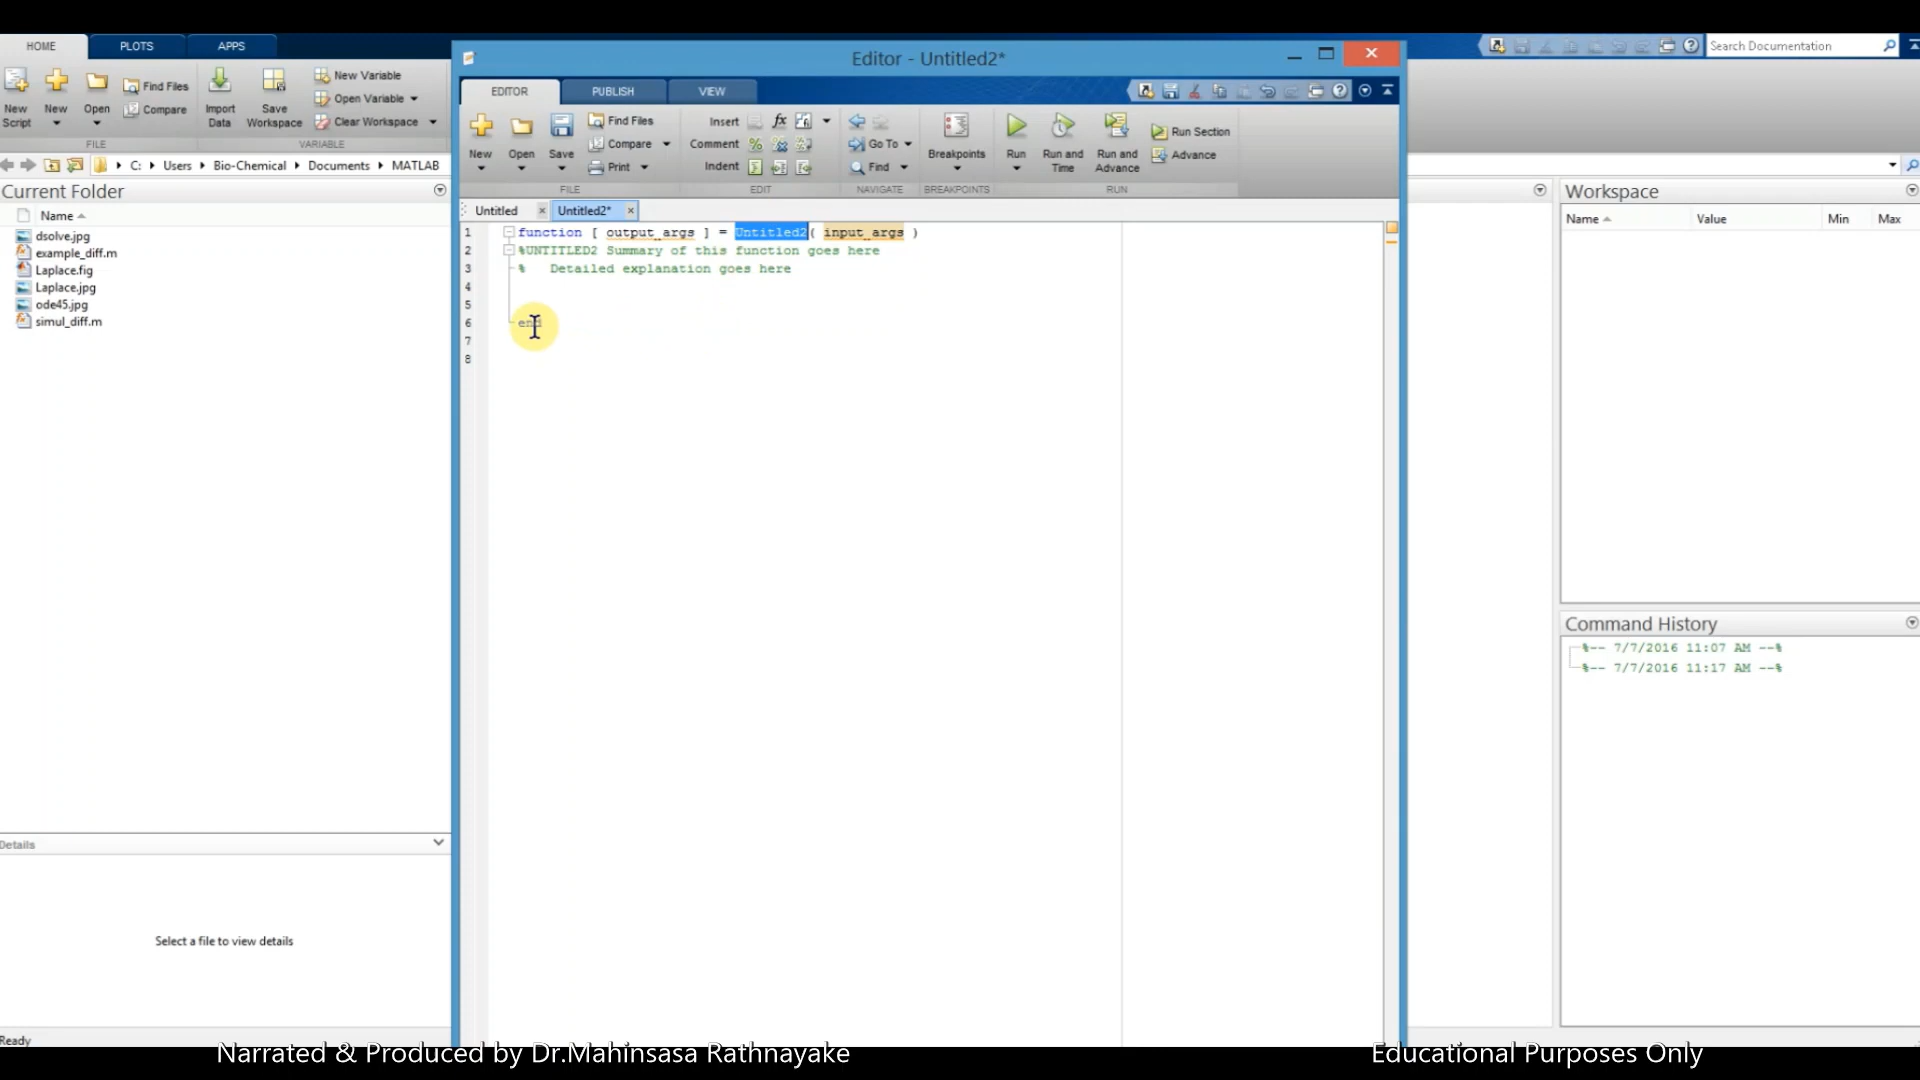 HOME PLOTS APPS
Search Documentation
New Script
New
Open
Find Files
Compare
Import Data
Save Workspace
New Variable
Open Variable
Clear Workspace
FILE
VARIABLE
C: Users Bio-Chemical Documents MATLAB
Current Folder
Name
dsolve.jpg
example_diff.m
Laplace.fig
Laplace.jpg
ode45.jpg
simul_diff.m
Details
Select a file to view details
Ready
Editor - Untitled2*
EDITOR PUBLISH VIEW
New
Open
Save
Find Files
Compare
Print
Insert
Comment
Indent
fx
Go To
Find
Breakpoints
Run
Run and Time
Run and Advance
Run Section
Advance
FILE EDIT NAVIGATE BREAKPOINTS RUN
Untitled Untitled2*
1 function [ output_args ] = Untitled2( input_args )
2 %UNTITLED2 Summary of this function goes here
3 % Detailed explanation goes here
4
5
6 end
7
8
Workspace
Name Value Min Max
Command History
%-- 7/7/2016 11:07 AM --%
%-- 7/7/2016 11:17 AM --%
Narrated & Produced by Dr.Mahinsasa Rathnayake
Educational Purposes Only